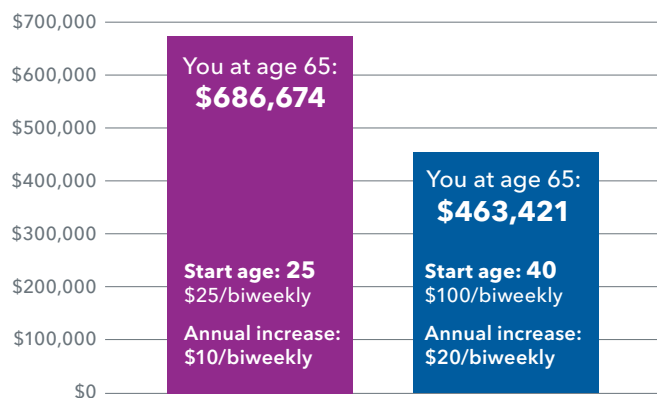 $700,000
$600,000
$500,000
$400,000
$300,000
$200,000
$100,000
$0
You at age 65:
$686,674
Start age: 25
$25/biweekly
Annual increase:
$10/biweekly
You at age 65:
$463,421
Start age: 40
$100/biweekly
Annual increase:
$20/biweekly